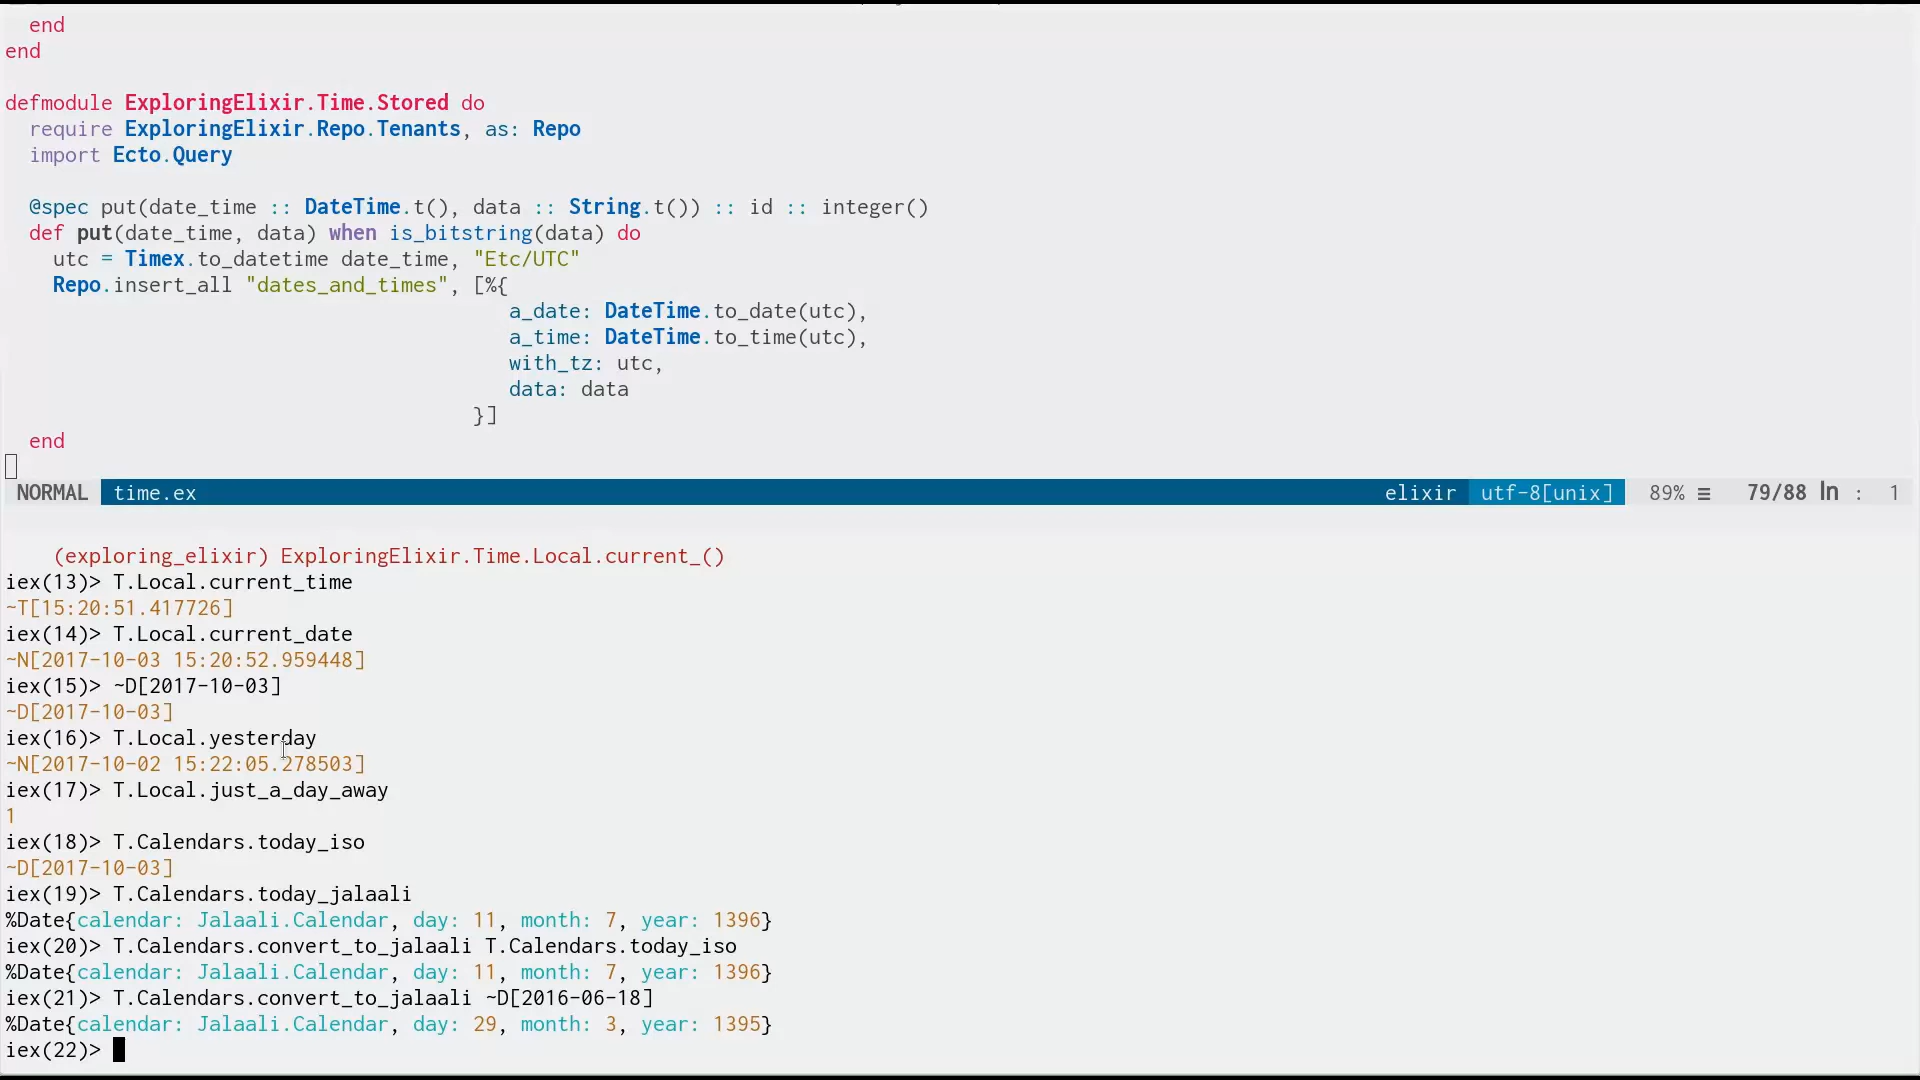 end
end

defmodule ExploringElixir.Time.Stored do
  require ExploringElixir.Repo.Tenants, as: Repo
  import Ecto.Query

  @spec put(date_time :: DateTime.t(), data :: String.t()) :: id :: integer()
  def put(date_time, data) when is_bitstring(data) do
    utc = Timex.to_datetime date_time, "Etc/UTC"
    Repo.insert_all "dates_and_times", [%{
                                          a_date: DateTime.to_date(utc),
                                          a_time: DateTime.to_time(utc),
                                          with_tz: utc,
                                          data: data
                                       }]
  end
NORMAL time.ex elixir utf-8[unix] 89% ≡ 79/88 ln : 1
    (exploring_elixir) ExploringElixir.Time.Local.current_()
iex(13)> T.Local.current_time
~T[15:20:51.417726]
iex(14)> T.Local.current_date
~N[2017-10-03 15:20:52.959448]
iex(15)> ~D[2017-10-03]
~D[2017-10-03]
iex(16)> T.Local.yesterday
~N[2017-10-02 15:22:05.278503]
iex(17)> T.Local.just_a_day_away
1
iex(18)> T.Calendars.today_iso
~D[2017-10-03]
iex(19)> T.Calendars.today_jalaali
%Date{calendar: Jalaali.Calendar, day: 11, month: 7, year: 1396}
iex(20)> T.Calendars.convert_to_jalaali T.Calendars.today_iso
%Date{calendar: Jalaali.Calendar, day: 11, month: 7, year: 1396}
iex(21)> T.Calendars.convert_to_jalaali ~D[2016-06-18]
%Date{calendar: Jalaali.Calendar, day: 29, month: 3, year: 1395}
iex(22)>